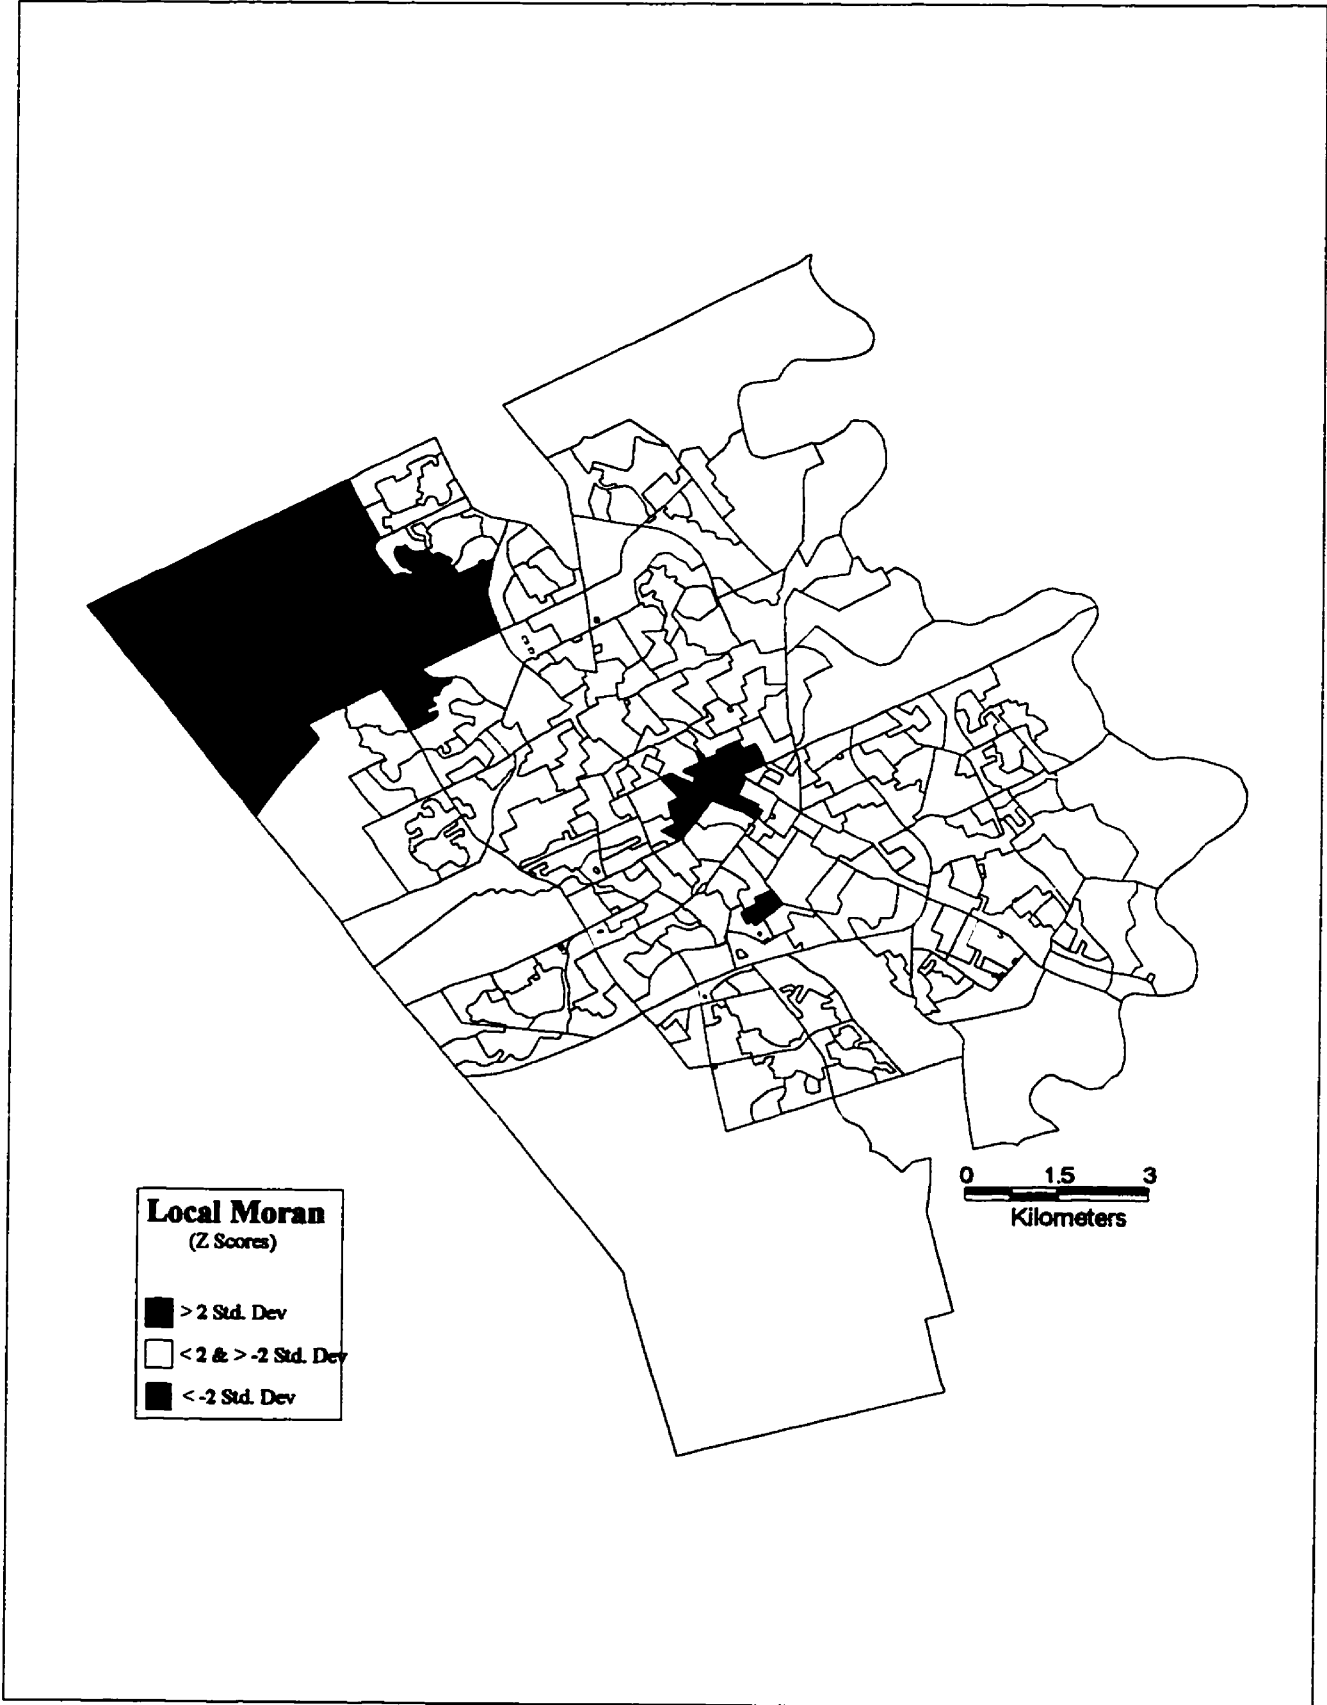 0 1.5 3
Kilometers
Local Moran
(Z Scores)
> 2 Std. Dev
< 2 & > -2 Std. Dev
< -2 Std. Dev